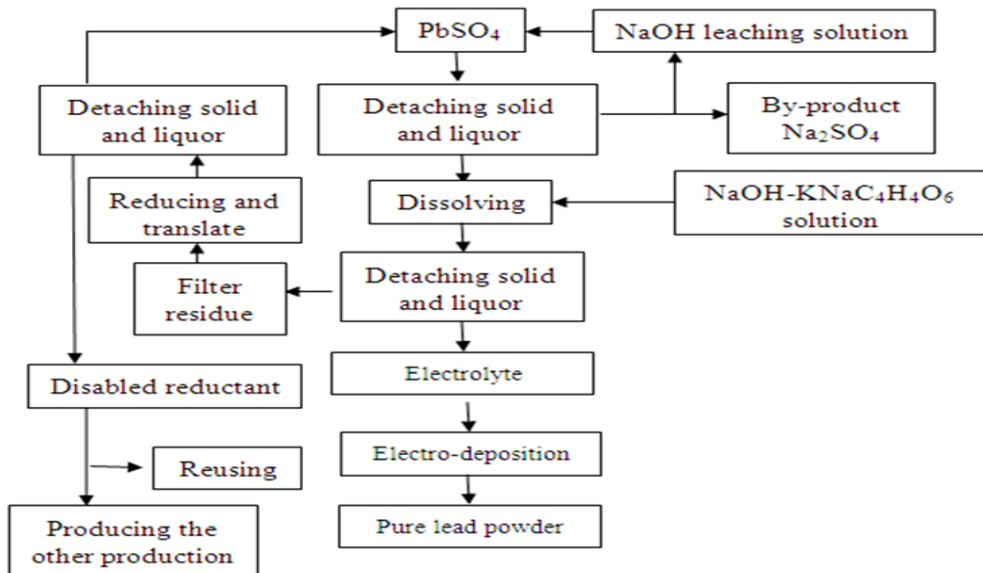 PbSO₄
NaOH leaching solution
Detaching solid
and liquor
Detaching solid
and liquor
By-product
Na₂SO₄
Reducing and
translate
Dissolving
NaOH-KNaC₄H₄O₆
solution
Filter
residue
Detaching solid
and liquor
Disabled reductant
Electrolyte
Reusing
Electro-deposition
Producing the
other production
Pure lead powder